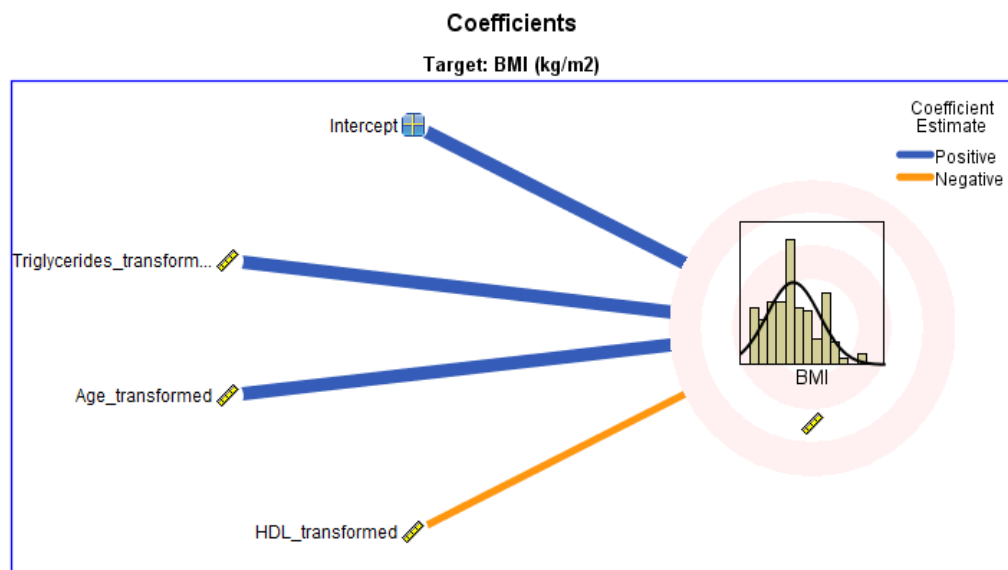 Coefficients
Target: BMI (kg/m2)
Intercept
Coefficient
Estimate
Positive
Negative
Triglycerides_transform...
BMI
Age_transformed
HDL_transformed